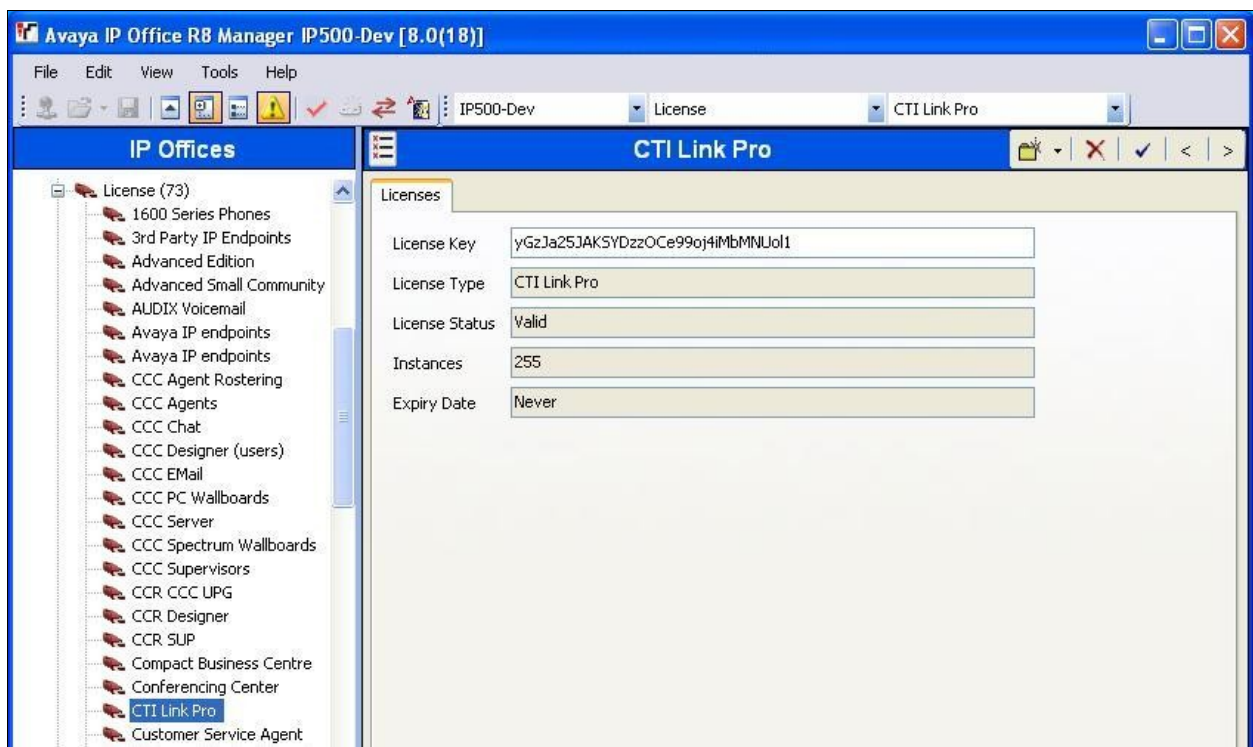 Avaya IP Office R8 Manager IP500-Dev [8.0(18)]
File Edit View Tools Help
IP500-Dev License CTI Link Pro
IP Offices
License (73)
1600 Series Phones
3rd Party IP Endpoints
Advanced Edition
Advanced Small Community
AUDIX Voicemail
Avaya IP endpoints
Avaya IP endpoints
CCC Agent Rostering
CCC Agents
CCC Chat
CCC Designer (users)
CCC EMail
CCC PC Wallboards
CCC Server
CCC Spectrum Wallboards
CCC Supervisors
CCR CCC UPG
CCR Designer
CCR SUP
Compact Business Centre
Conferencing Center
CTI Link Pro
Customer Service Agent
CTI Link Pro
Licenses
License Key yGzJa25JAKSYDzzOCe99oj4iMbMNUol1
License Type CTI Link Pro
License Status Valid
Instances 255
Expiry Date Never